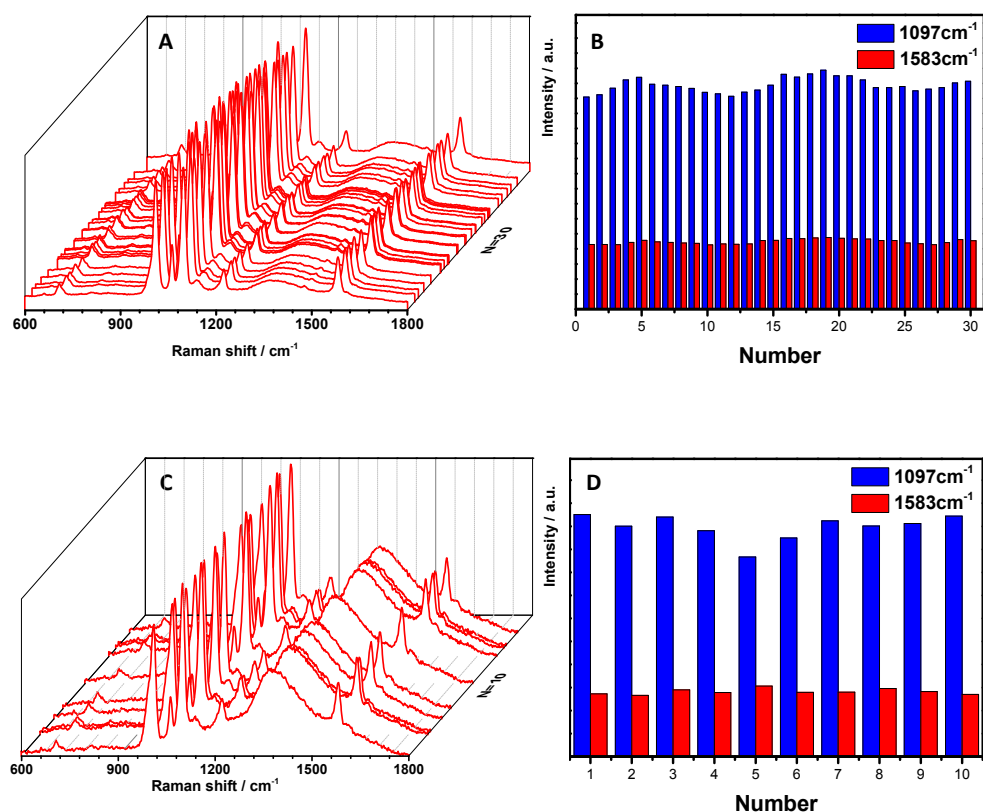 A
N=30
600 900 1200 1500 1800
Raman shift / cm-1
B
1097cm-1
1583cm-1
Intensity / a.u.
0 5 10 15 20 25 30
Number
C
N=10
600 900 1200 1500 1800
Raman shift / cm-1
D
1097cm-1
1583cm-1
Intensity / a.u.
1 2 3 4 5 6 7 8 9 10
Number